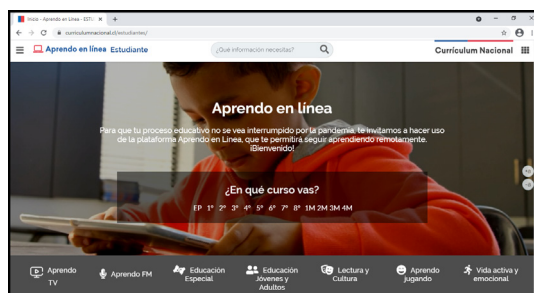 Inicio - Aprendo en Línea - ESTU
curriculumnacional.cl/estudiantes/
Aprendo en línea Estudiante
¿Que información necesitas?
Currículum Nacional
Aprendo en línea
Para que tu proceso educativo no se vea interrumpido por la pandemia, te invitamos a hacer uso
de la plataforma Aprendo en Línea, que te permitirá seguir aprendiendo remotamente.
¡Bienvenido!
¿En qué curso vas?
EP 1° 2° 3° 4° 5° 6° 7° 8° 1M 2M 3M 4M
Aprendo TV
Aprendo FM
Educación Especial
Educación Jóvenes y Adultos
Lectura y Cultura
Aprendo jugando
Vida activa y emocional